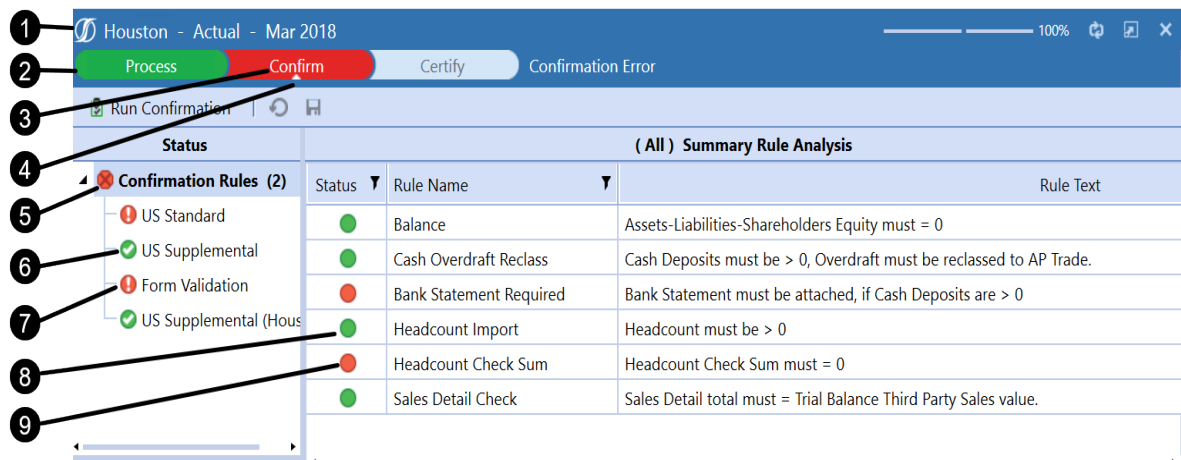 1
Houston - Actual - Mar 2018
100%
2
Process
Confirm
Certify
Confirmation Error
3
Run Confirmation
4
Status
( All ) Summary Rule Analysis
5
Confirmation Rules (2)
Status
Rule Name
Rule Text
US Standard
Balance
Assets-Liabilities-Shareholders Equity must = 0
6
US Supplemental
Cash Overdraft Reclass
Cash Deposits must be > 0, Overdraft must be reclassed to AP Trade.
7
Form Validation
Bank Statement Required
Bank Statement must be attached, if Cash Deposits are > 0
US Supplemental (Hous
Headcount Import
Headcount must be > 0
8
Headcount Check Sum
Headcount Check Sum must = 0
9
Sales Detail Check
Sales Detail total must = Trial Balance Third Party Sales value.